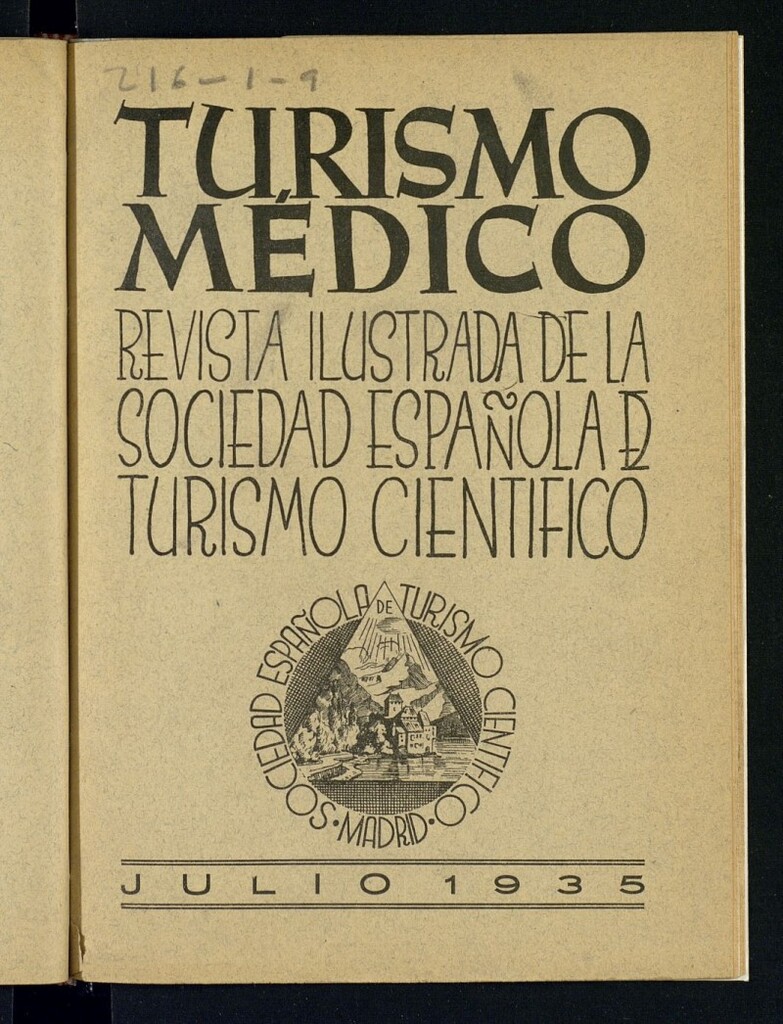 216-1-9
TURISMO
MÉDICO
REVISTA ILUSTRADA DE LA
SOCIEDAD ESPAÑOLA DE
TURISMO CIENTIFICO
SOCIEDAD ESPAÑOLA DE TURISMO CIENTIFICO
·MADRID·
JULIO 1935